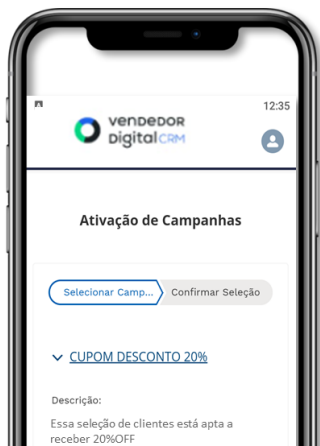 12:35
vendedor
digital CRM
Ativação de Campanhas
Selecionar Camp... Confirmar Seleção
CUPOM DESCONTO 20%
Descrição:
Essa seleção de clientes está apta a
receber 20%OFF